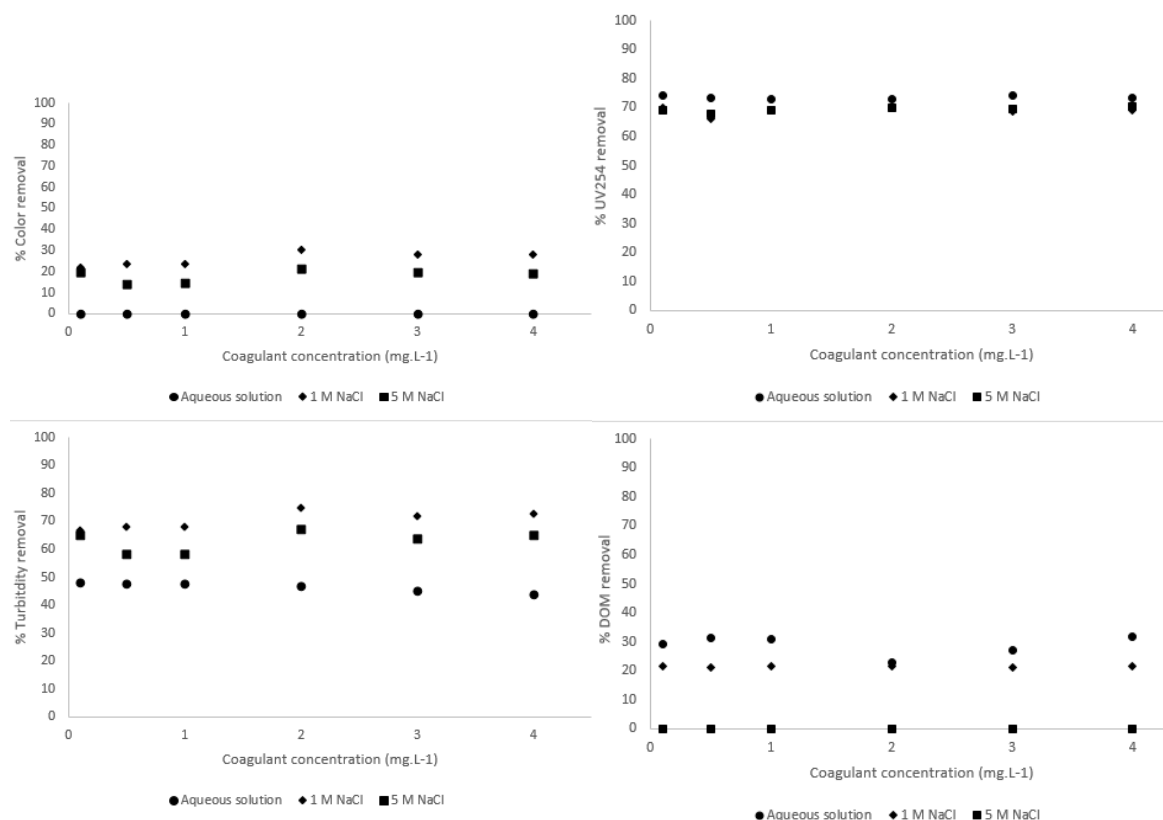 % Color removal
100
90
80
70
60
50
40
30
20
10
0
0 1 2 3 4
Coagulant concentration (mg.L-1)
Aqueous solution 1 M NaCl 5 M NaCl
% UV254 removal
100
90
80
70
60
50
40
30
20
10
0
0 1 2 3 4
Coagulant concentration (mg.L-1)
Aqueous solution 1 M NaCl 5 M NaCl
% Turbitdity removal
100
90
80
70
60
50
40
30
20
10
0
0 1 2 3 4
Coagulant concentration (mg.L-1)
Aqueous solution 1 M NaCl 5 M NaCl
% DOM removal
100
90
80
70
60
50
40
30
20
10
0
0 1 2 3 4
Coagulant concentration (mg.L-1)
Aqueous solution 1 M NaCl 5 M NaCl